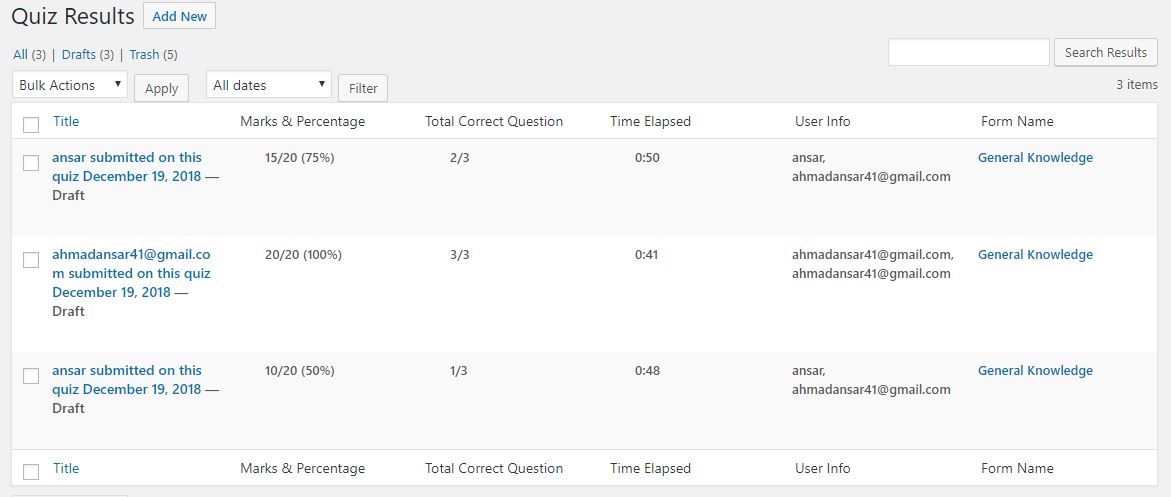 Quiz Results Add New
All (3) | Drafts (3) | Trash (5)
Search Results
Bulk Actions Apply All dates Filter
3 items
Title Marks & Percentage Total Correct Question Time Elapsed User Info Form Name
ansar submitted on this 15/20 (75%) 2/3 0:50 ansar, General Knowledge
quiz December 19, 2018 — ahmadansar41@gmail.com
Draft
ahmadansar41@gmail.co 20/20 (100%) 3/3 0:41 ahmadansar41@gmail.com, General Knowledge
m submitted on this quiz ahmadansar41@gmail.com
December 19, 2018 —
Draft
ansar submitted on this 10/20 (50%) 1/3 0:48 ansar, General Knowledge
quiz December 19, 2018 — ahmadansar41@gmail.com
Draft
Title Marks & Percentage Total Correct Question Time Elapsed User Info Form Name